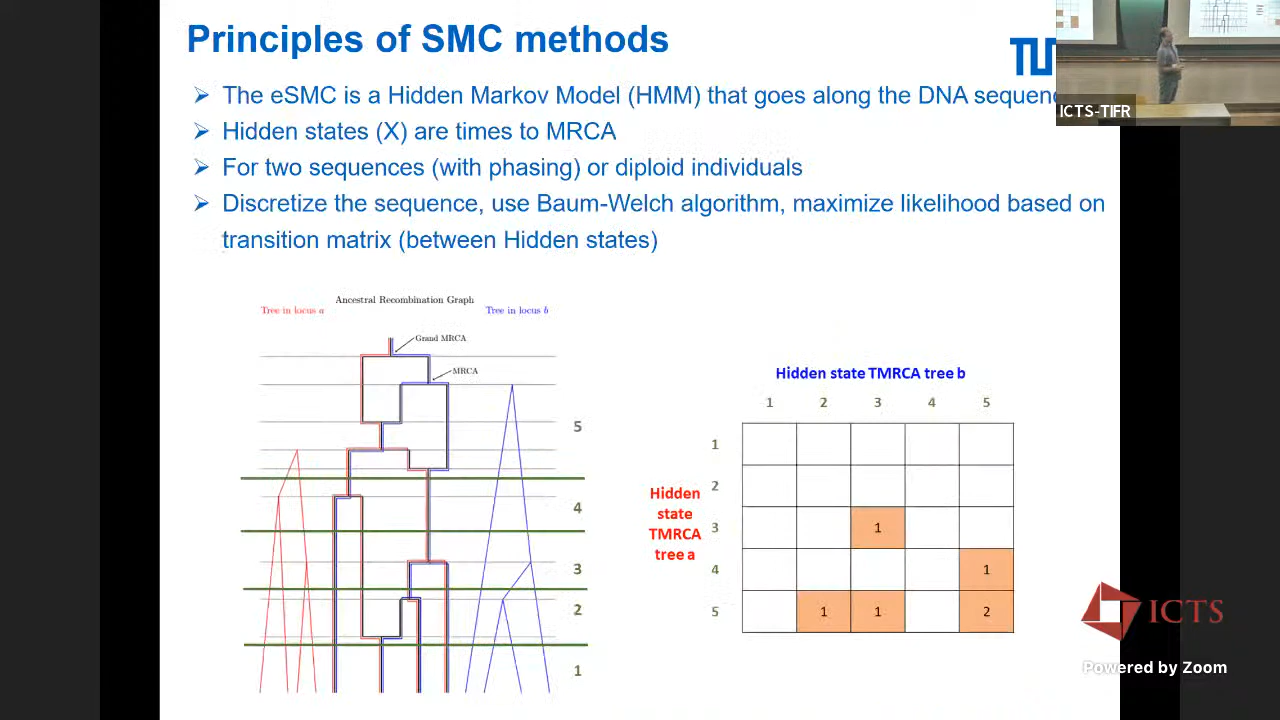 Principles of SMC methods
The eSMC is a Hidden Markov Model (HMM) that goes along the DNA sequenc
Hidden states (X) are times to MRCA
For two sequences (with phasing) or diploid individuals
Discretize the sequence, use Baum-Welch algorithm, maximize likelihood based on
transition matrix (between Hidden states)
ICTS-TIFR
Ancestral Recombination Graph
Tree in locus a
Tree in locus b
Grand MRCA
MRCA
5
4
3
2
1
Hidden state TMRCA tree b
1 2 3 4 5
Hidden
state
TMRCA
tree a
1
2
3 1
4 1
5 1 1 2
ICTS
Powered by Zoom